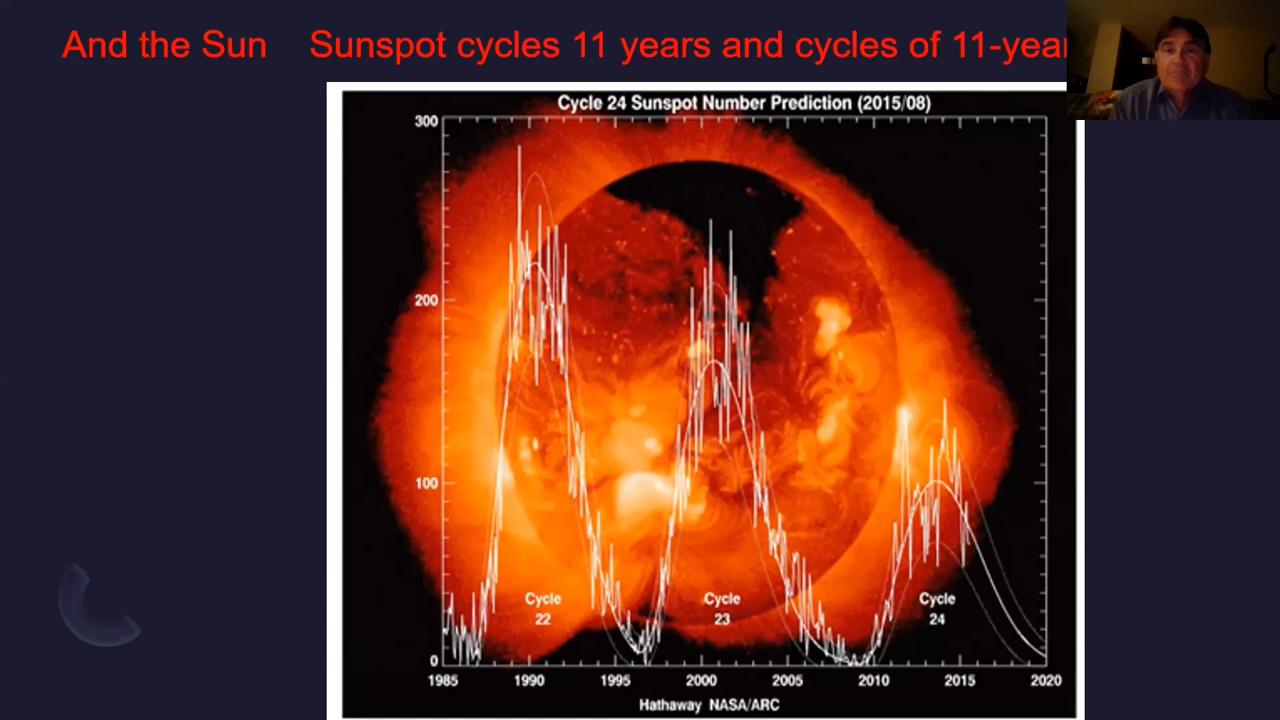 And the Sun Sunspot cycles 11 years and cycles of 11-year
Cycle 24 Sunspot Number Prediction (2015/08)
300
200
100
0
Cycle
22
Cycle
23
Cycle
24
1985 1990 1995 2000 2005 2010 2015 2020
Hathaway NASA/ARC